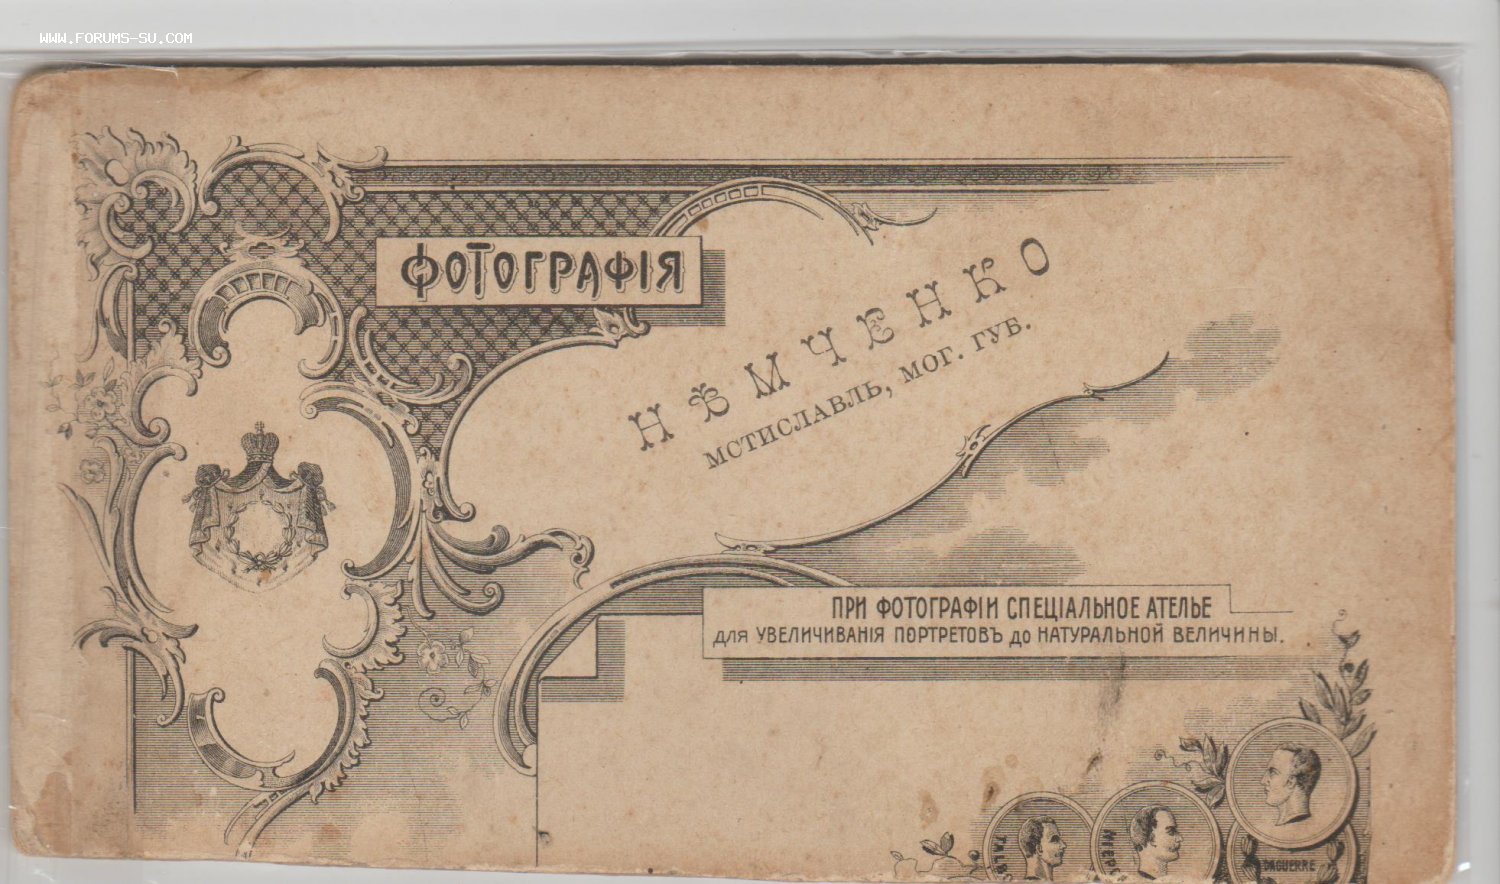 www.forums-su.com
ФОТОГРАФІЯ
НѢМЧЕНКО
МСТИСЛАВЛЬ, МОГ. ГУБ.
ПРИ ФОТОГРАФІИ СПЕЦІАЛЬНОЕ АТЕЛЬЕ
для УВЕЛИЧИВАНІЯ ПОРТРЕТОВЪ до НАТУРАЛЬНОЙ ВЕЛИЧИНЫ.
DAGUERRE